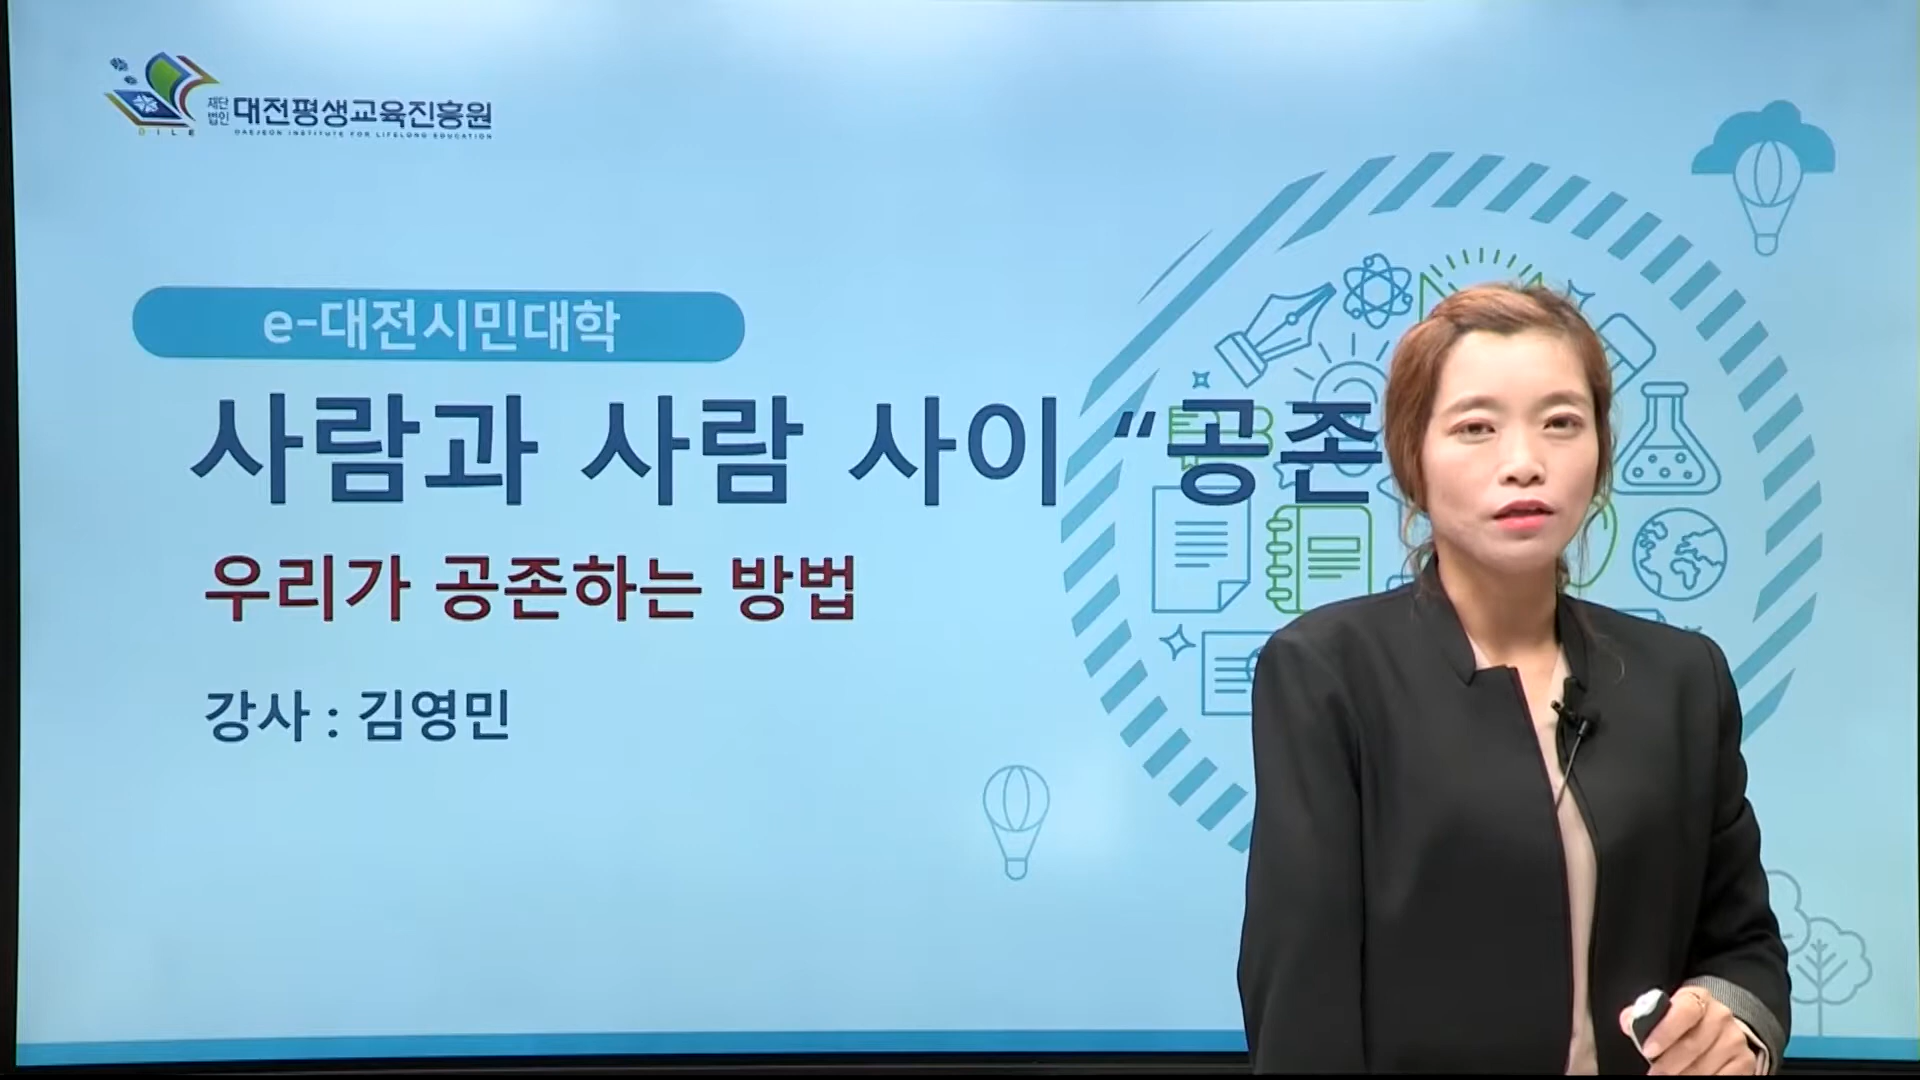 재단
법인 대전평생교육진흥원
DAEJEON INSTITUTE FOR LIFELONG EDUCATION
DILE
e-대전시민대학
사람과 사람 사이 “공존
우리가 공존하는 방법
강사 : 김영민